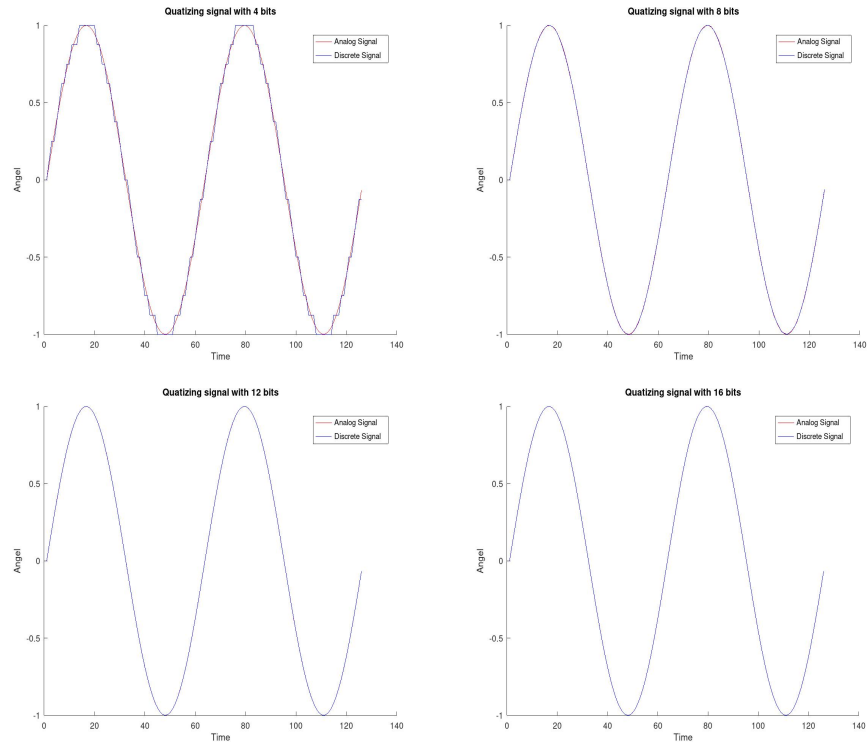 Quatizing signal with 4 bits
Analog Signal
Discrete Signal
1
0.5
0
-0.5
-1
Angel
0 20 40 60 80 100 120 140
Time
Quatizing signal with 8 bits
Analog Signal
Discrete Signal
1
0.5
0
-0.5
-1
Angel
0 20 40 60 80 100 120 140
Time
Quatizing signal with 12 bits
Analog Signal
Discrete Signal
1
0.5
0
-0.5
-1
Angel
0 20 40 60 80 100 120 140
Time
Quatizing signal with 16 bits
Analog Signal
Discrete Signal
1
0.5
0
-0.5
-1
Angel
0 20 40 60 80 100 120 140
Time